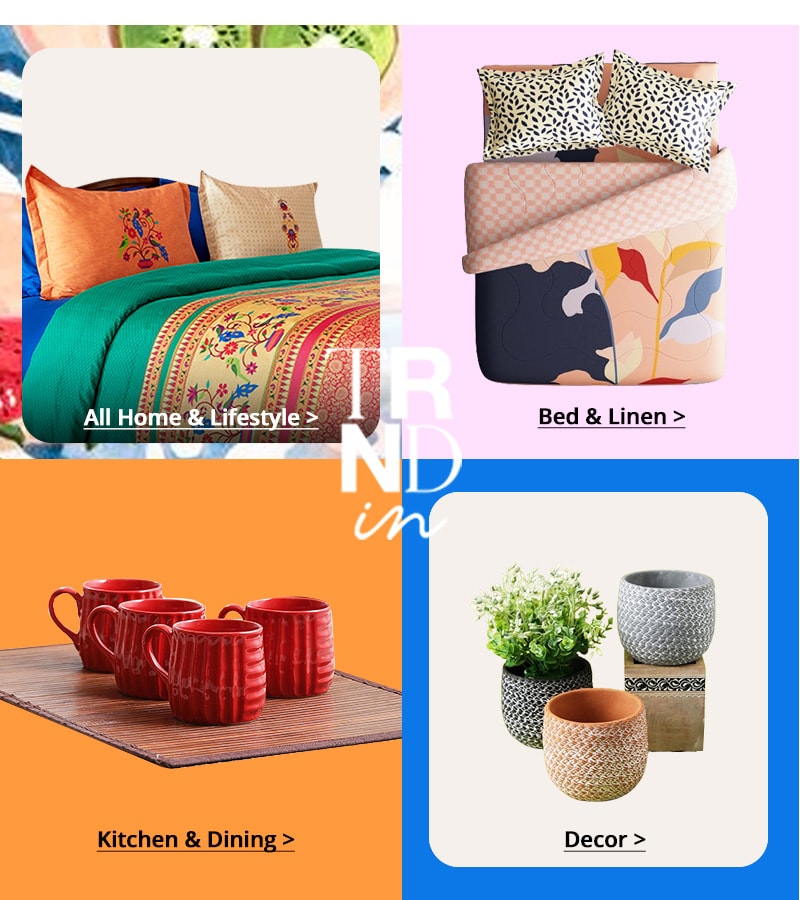 All Home & Lifestyle >
Bed & Linen >
TR
ND
in
Kitchen & Dining >
Decor >